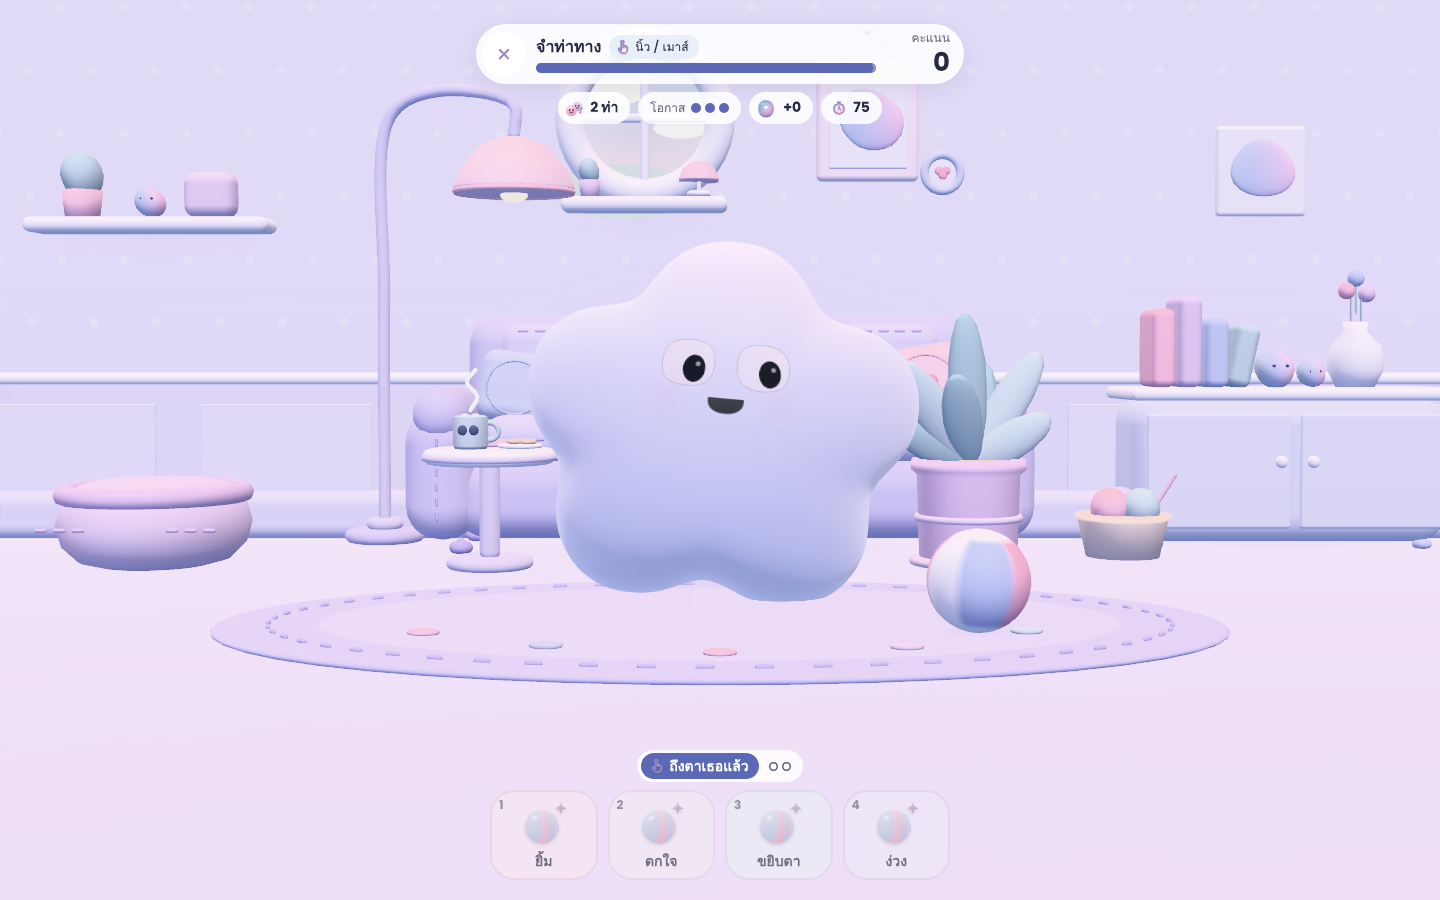 จำท่าทาง
นิ้ว / เมาส์
คะแนน
0
2 ท่า
โอกาส
+0
75
ถึงตาเธอแล้ว
1
ยิ้ม
2
ตกใจ
3
ขยิบตา
4
ง่วง